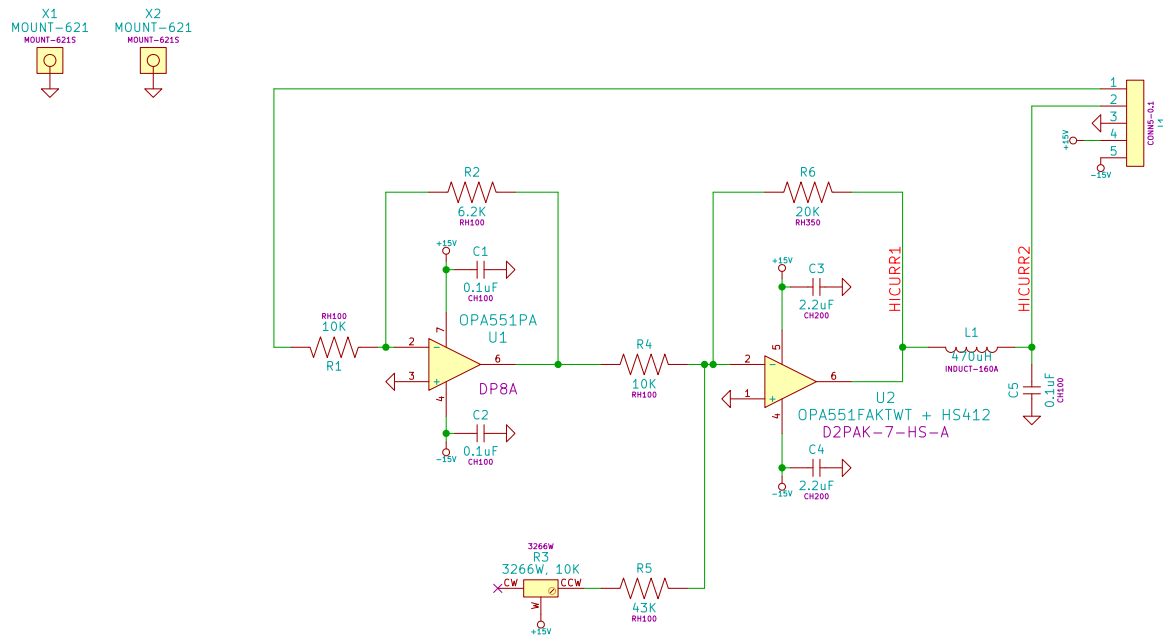 X1
MOUNT-621
MOUNT-621S
X2
MOUNT-621
MOUNT-621S
1
2
3
4
5
+15V
-15V
CONN5-0.1
R2
6.2K
RH100
R6
20K
RH350
+15V
C1
0.1uF
CH100
+15V
C3
2.2uF
CH200
HICURR1
HICURR2
RH100
10K
R1
OPA551PA
U1
7
2
3
6
4
DP8A
R4
10K
RH100
5
2
1
6
4
L1
470uH
INDUCT-160A
U2
OPA551FAKTWT + HS412
D2PAK-7-HS-A
C5
0.1uF
CH100
C2
0.1uF
CH100
-15V
C4
2.2uF
CH200
-15V
3266W
R3
3266W, 10K
CW
CCW
W
+15V
R5
43K
RH100